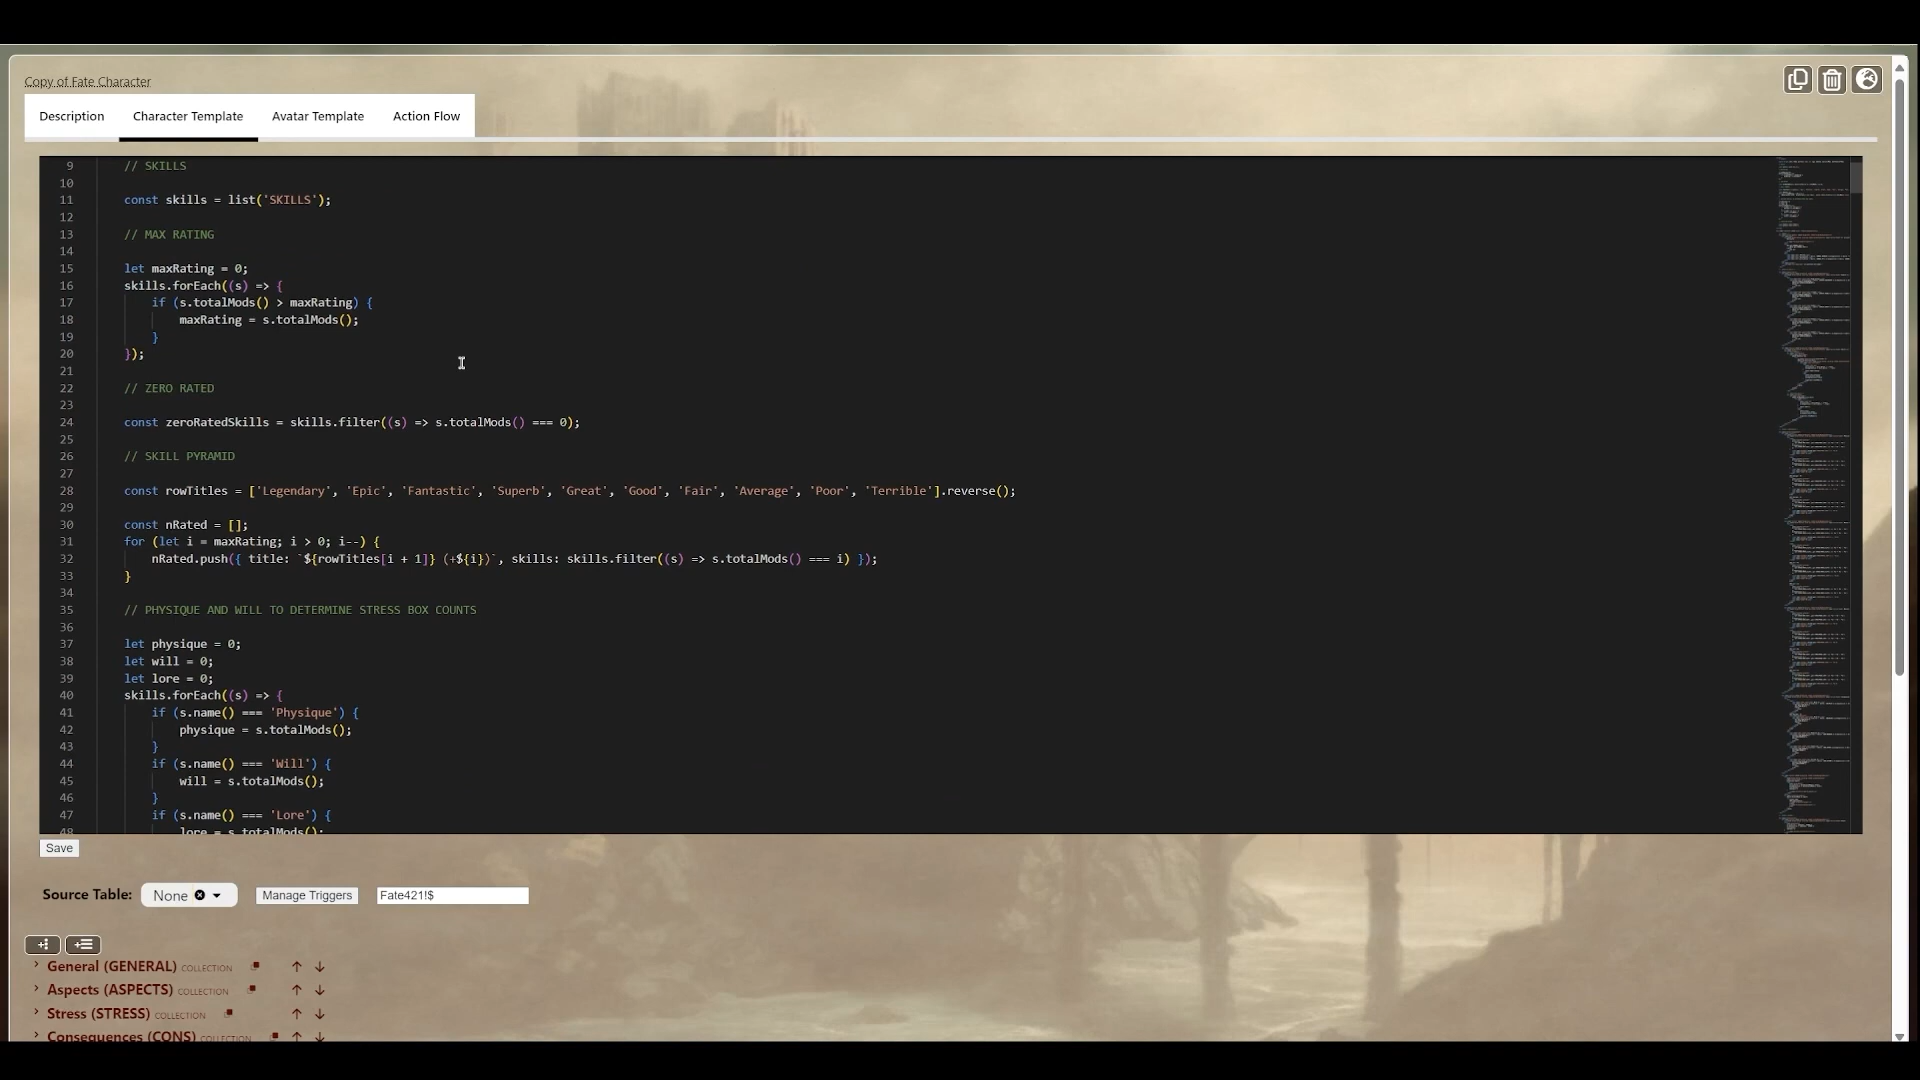 Copy of Fate Character
Description Character Template Avatar Template Action Flow
9 // SKILLS
10
11 const skills = list('SKILLS');
12
13 // MAX RATING
14
15 let maxRating = 0;
16 skills.forEach((s) => {
17 if (s.totalMods() > maxRating) {
18 maxRating = s.totalMods();
19 }
20 });
21
22 // ZERO RATED
23
24 const zeroRatedSkills = skills.filter((s) => s.totalMods() === 0);
25
26 // SKILL PYRAMID
27
28 const rowTitles = ['Legendary', 'Epic', 'Fantastic', 'Superb', 'Great', 'Good', 'Fair', 'Average', 'Poor', 'Terrible'].reverse();
29
30 const nRated = [];
31 for (let i = maxRating; i > 0; i--) {
32 nRated.push({ title: `${rowTitles[i + 1]} (+${i})`, skills: skills.filter((s) => s.totalMods() === i) });
33 }
34
35 // PHYSIQUE AND WILL TO DETERMINE STRESS BOX COUNTS
36
37 let physique = 0;
38 let will = 0;
39 let lore = 0;
40 skills.forEach((s) => {
41 if (s.name() === 'Physique') {
42 physique = s.totalMods();
43 }
44 if (s.name() === 'Will') {
45 will = s.totalMods();
46 }
47 if (s.name() === 'Lore') {
48 lore = s.totalMods();
Save
Source Table: None Manage Triggers Fate421!$
General (GENERAL) COLLECTION
Aspects (ASPECTS) COLLECTION
Stress (STRESS) COLLECTION
Consequences (CONS) COLLECTION